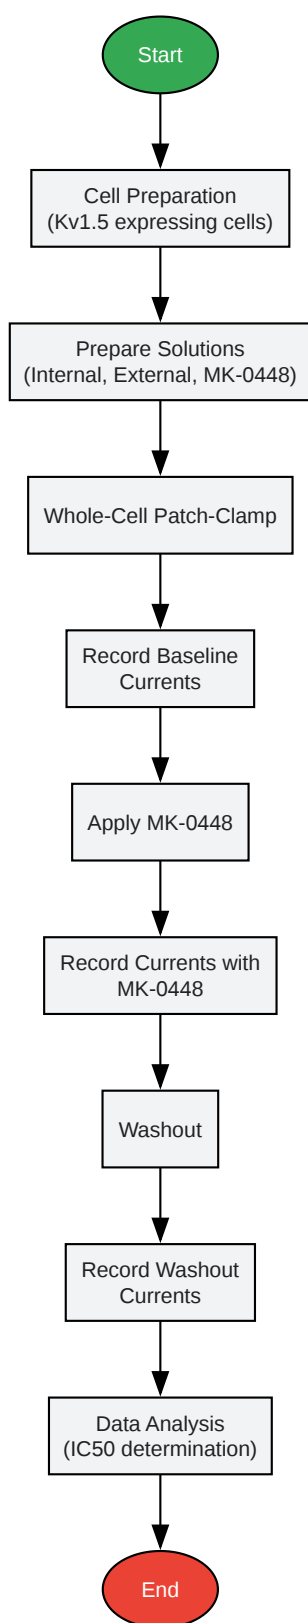 Start
Cell Preparation
(Kv1.5 expressing cells)
Prepare Solutions
(Internal, External, MK-0448)
Whole-Cell Patch-Clamp
Record Baseline
Currents
Apply MK-0448
Record Currents with
MK-0448
Washout
Record Washout
Currents
Data Analysis
(IC50 determination)
End